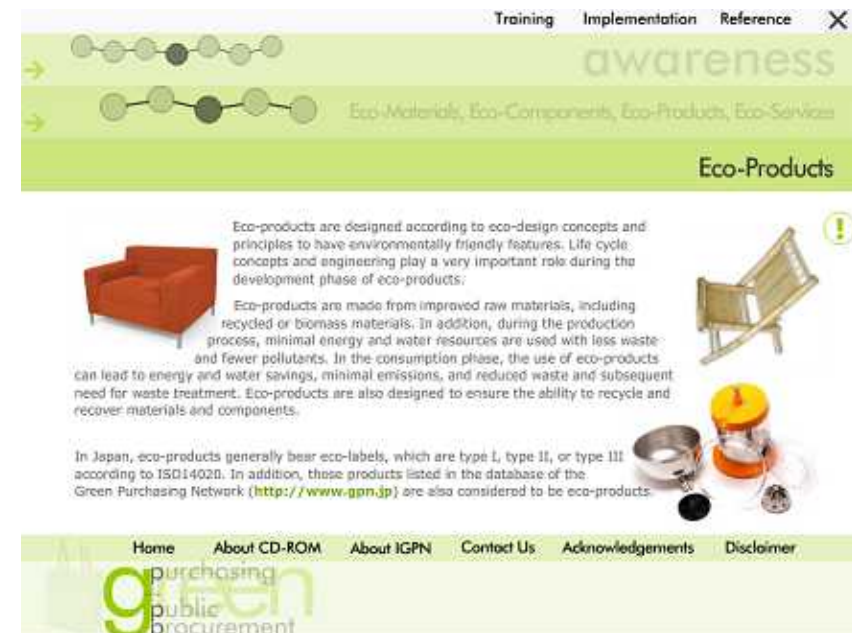 Training Implementation Reference
awareness
Eco-Materials, Eco-Components, Eco-Products, Eco-Services
Eco-Products
Eco-products are designed according to eco-design concepts and
principles to have environmentally friendly features. Life cycle
concepts and engineering play a very important role during the
development phase of eco-products.
Eco-products are made from improved raw materials, including
recycled or biomass materials. In addition, during the production
process, minimal energy and water resources are used with less waste
and fewer pollutants. In the consumption phase, the use of eco-products
can lead to energy and water savings, minimal emissions, and reduced waste and subsequent
need for waste treatment. Eco-products are also designed to ensure the ability to recycle and
recover materials and components.
In Japan, eco-products generally bear eco-labels, which are type I, type II, or type III
according to ISO14020. In addition, those products listed in the database of the
Green Purchasing Network (http://www.gpn.jp) are also considered to be eco-products.
Home About CD-ROM About IGPN Contact Us Acknowledgements Disclaimer
green
purchasing
public
procurement